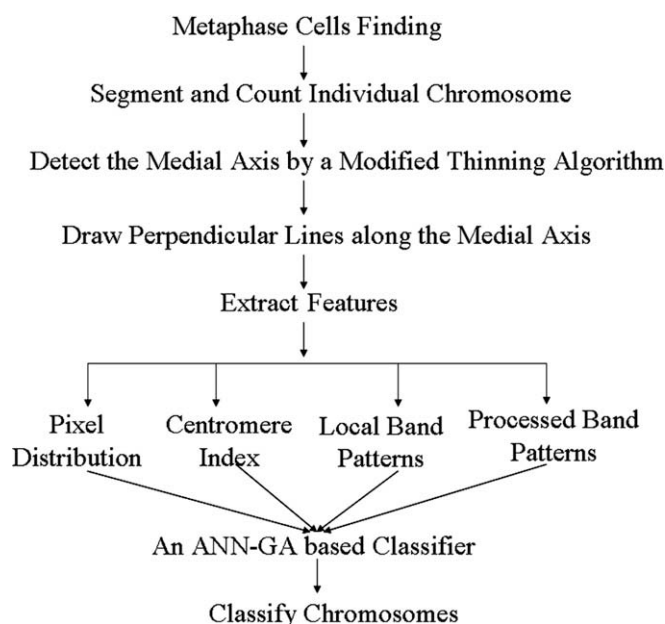 Metaphase Cells Finding
Segment and Count Individual Chromosome
Detect the Medial Axis by a Modified Thinning Algorithm
Draw Perpendicular Lines along the Medial Axis
Extract Features
Pixel
Distribution
Centromere
Index
Local Band
Patterns
Processed Band
Patterns
An ANN-GA based Classifier
Classify Chromosomes